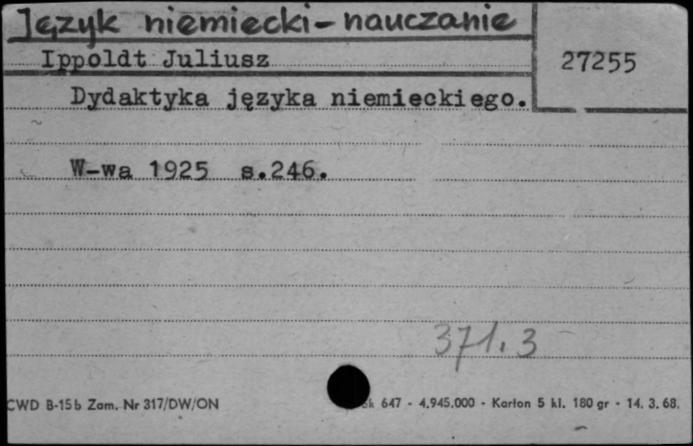 Język niemiecki - nauczanie
Ippoldt Juliusz
27255
Dydaktyka języka niemieckiego.
W-wa 1925 s.246.
371.3
CWD B-15b Zam. Nr 317/DW/ON
647 - 4.945.000 - Karton 5 kl. 180 gr - 14. 3. 68.